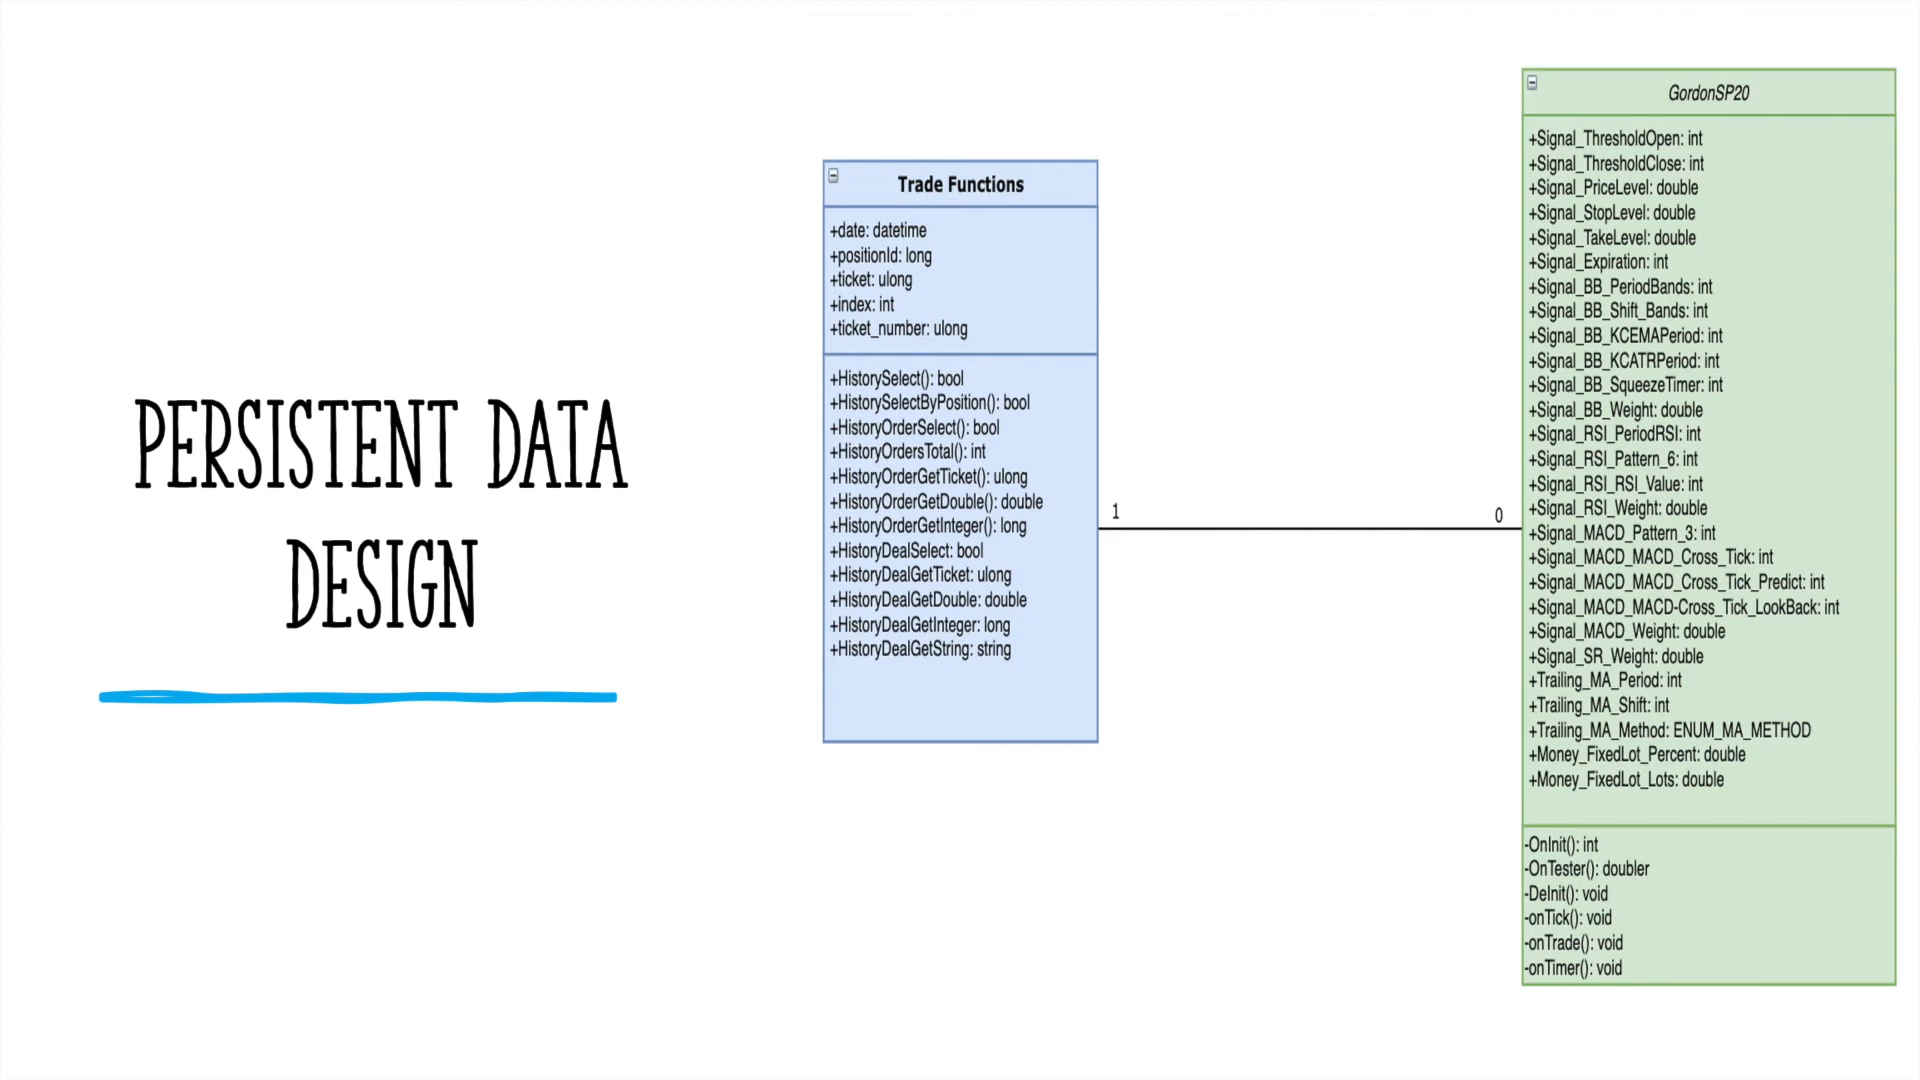 PERSISTENT DATA
DESIGN
Trade Functions
+date: datetime
+positionId: long
+ticket: ulong
+index: int
+ticket_number: ulong
+HistorySelect(): bool
+HistorySelectByPosition(): bool
+HistoryOrderSelect(): bool
+HistoryOrdersTotal(): int
+HistoryOrderGetTicket(): ulong
+HistoryOrderGetDouble(): double
+HistoryOrderGetInteger(): long
+HistoryDealSelect: bool
+HistoryDealGetTicket: ulong
+HistoryDealGetDouble: double
+HistoryDealGetInteger: long
+HistoryDealGetString: string
1
0
GordonSP20
+Signal_ThresholdOpen: int
+Signal_ThresholdClose: int
+Signal_PriceLevel: double
+Signal_StopLevel: double
+Signal_TakeLevel: double
+Signal_Expiration: int
+Signal_BB_PeriodBands: int
+Signal_BB_Shift_Bands: int
+Signal_BB_KCEMAPeriod: int
+Signal_BB_KCATRPeriod: int
+Signal_BB_SqueezeTimer: int
+Signal_BB_Weight: double
+Signal_RSI_PeriodRSI: int
+Signal_RSI_Pattern_6: int
+Signal_RSI_RSI_Value: int
+Signal_RSI_Weight: double
+Signal_MACD_Pattern_3: int
+Signal_MACD_MACD_Cross_Tick: int
+Signal_MACD_MACD_Cross_Tick_Predict: int
+Signal_MACD_MACD-Cross_Tick_LookBack: int
+Signal_MACD_Weight: double
+Signal_SR_Weight: double
+Trailing_MA_Period: int
+Trailing_MA_Shift: int
+Trailing_MA_Method: ENUM_MA_METHOD
+Money_FixedLot_Percent: double
+Money_FixedLot_Lots: double
-OnInit(): int
-OnTester(): doubler
-DeInit(): void
-onTick(): void
-onTrade(): void
-onTimer(): void